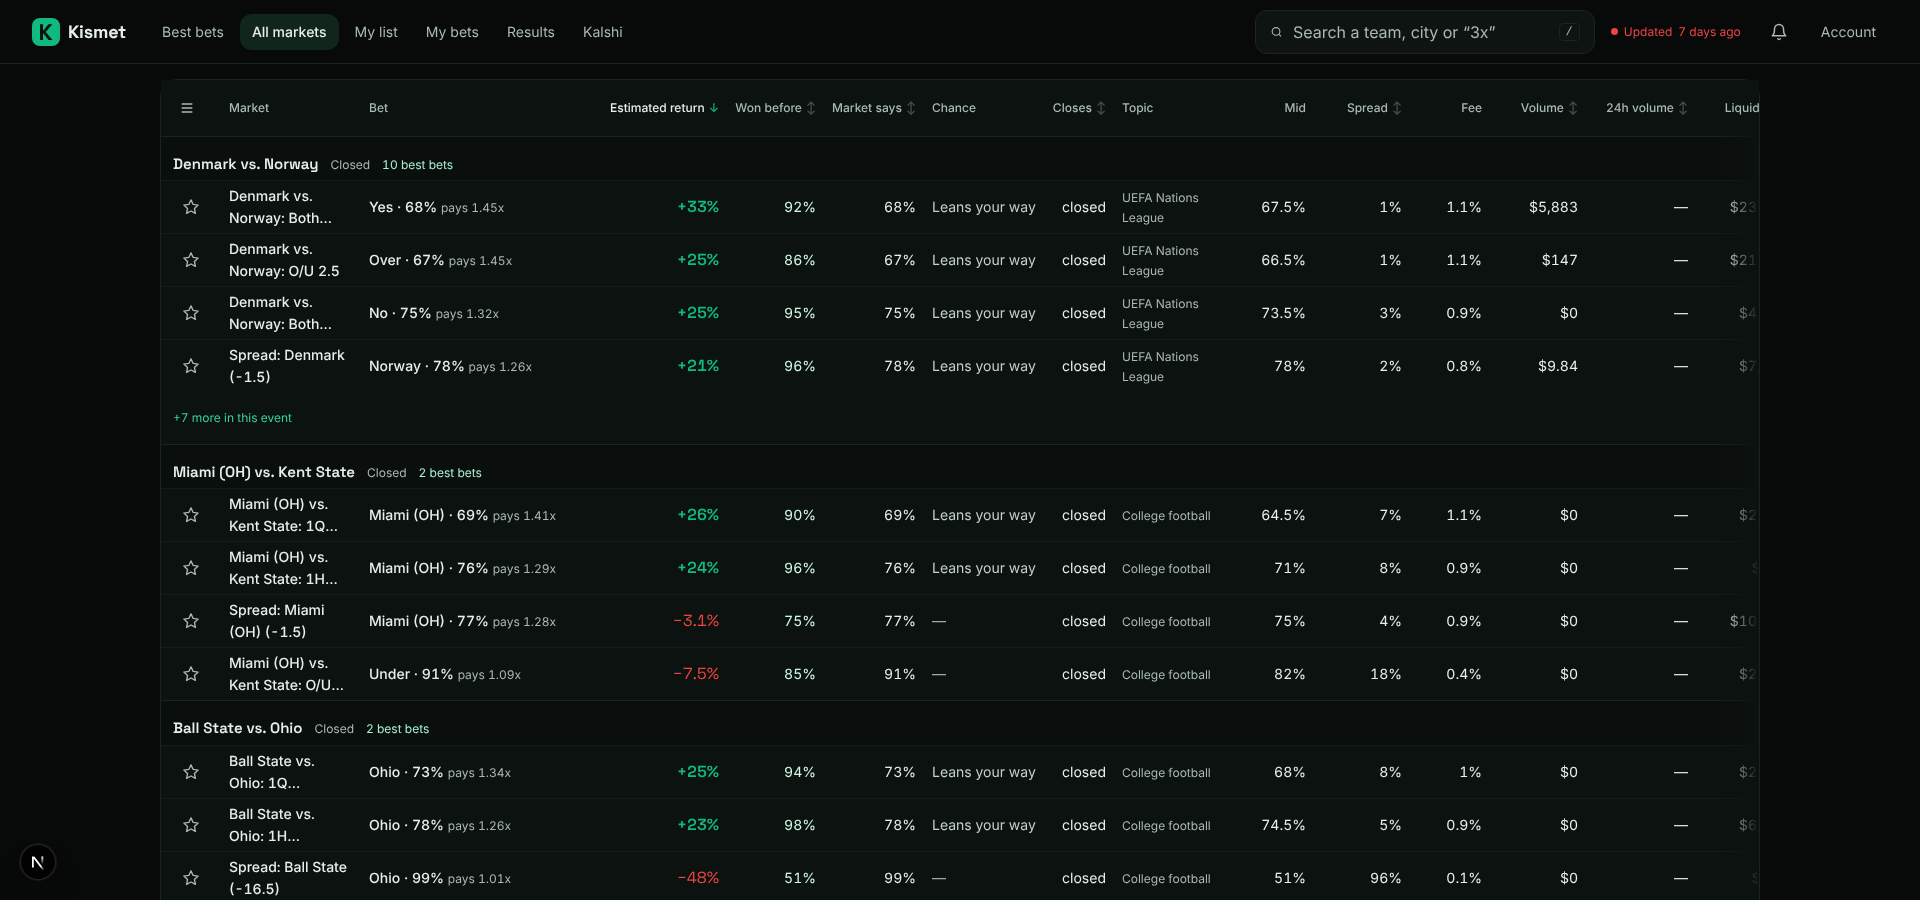 K Kismet Best bets All markets My list My bets Results Kalshi Search a team, city or “3x” / Updated 7 days ago Account
Market Bet Estimated return Won before Market says Chance Closes Topic Mid Spread Fee Volume 24h volume Liquid
Denmark vs. Norway Closed 10 best bets
Denmark vs. Norway: Both... Yes · 68% pays 1.45x +33% 92% 68% Leans your way closed UEFA Nations League 67.5% 1% 1.1% $5,883 — $23
Denmark vs. Norway: O/U 2.5 Over · 67% pays 1.45x +25% 86% 67% Leans your way closed UEFA Nations League 66.5% 1% 1.1% $147 — $21
Denmark vs. Norway: Both... No · 75% pays 1.32x +25% 95% 75% Leans your way closed UEFA Nations League 73.5% 3% 0.9% $0 — $4
Spread: Denmark (-1.5) Norway · 78% pays 1.26x +21% 96% 78% Leans your way closed UEFA Nations League 78% 2% 0.8% $9.84 — $7
+7 more in this event
Miami (OH) vs. Kent State Closed 2 best bets
Miami (OH) vs. Kent State: 1Q... Miami (OH) · 69% pays 1.41x +26% 90% 69% Leans your way closed College football 64.5% 7% 1.1% $0 — $2
Miami (OH) vs. Kent State: 1H... Miami (OH) · 76% pays 1.29x +24% 96% 76% Leans your way closed College football 71% 8% 0.9% $0 — $
Spread: Miami (OH) (-1.5) Miami (OH) · 77% pays 1.28x −3.1% 75% 77% — closed College football 75% 4% 0.9% $0 — $10
Miami (OH) vs. Kent State: O/U... Under · 91% pays 1.09x −7.5% 85% 91% — closed College football 82% 18% 0.4% $0 — $2
Ball State vs. Ohio Closed 2 best bets
Ball State vs. Ohio: 1Q... Ohio · 73% pays 1.34x +25% 94% 73% Leans your way closed College football 68% 8% 1% $0 — $2
Ball State vs. Ohio: 1H... Ohio · 78% pays 1.26x +23% 98% 78% Leans your way closed College football 74.5% 5% 0.9% $0 — $6
Spread: Ball State (-16.5) Ohio · 99% pays 1.01x −48% 51% 99% — closed College football 51% 96% 0.1% $0 — $
N